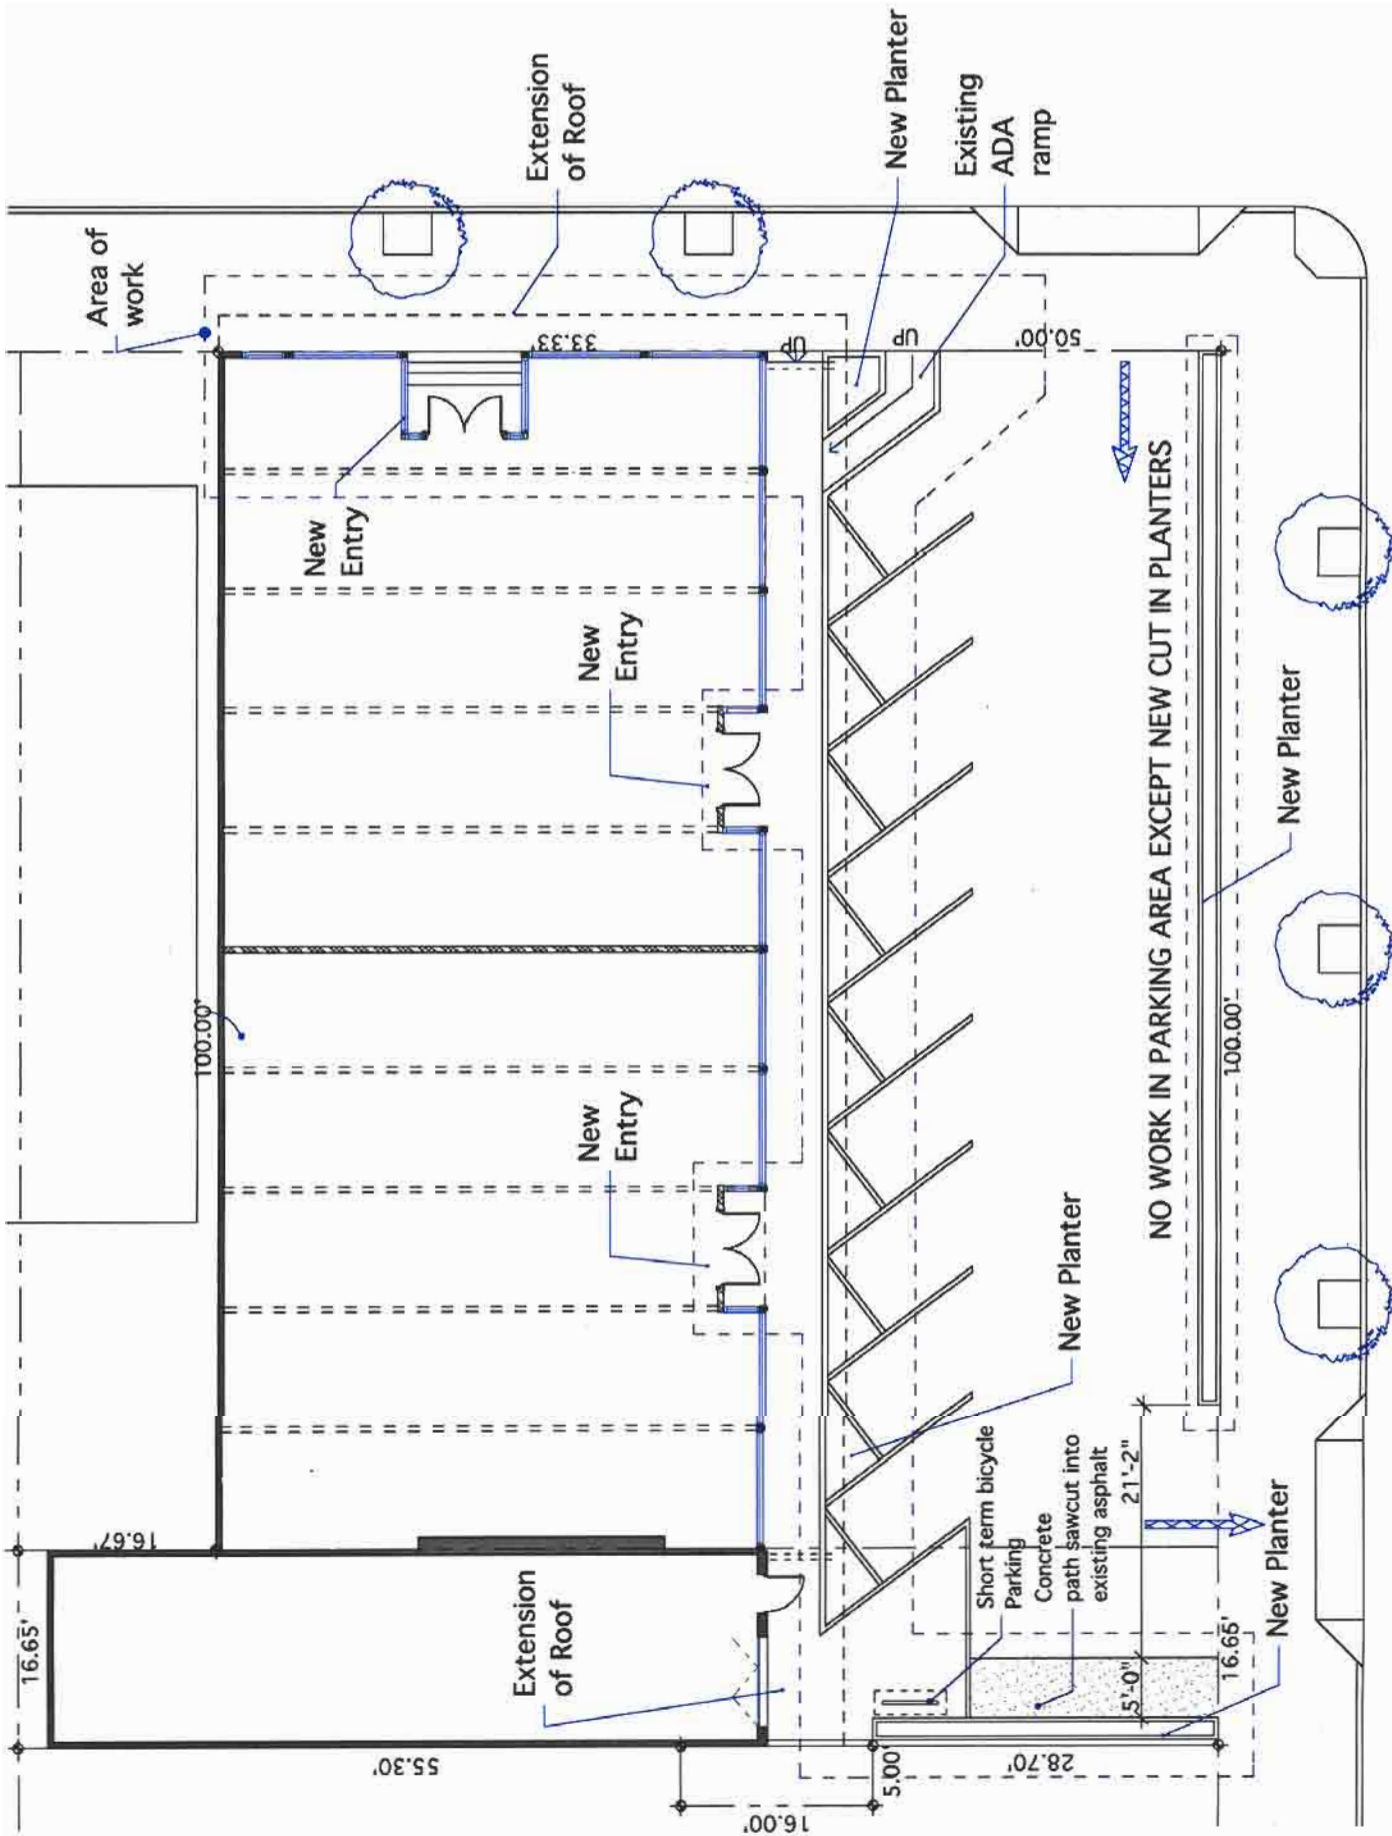 16.65'
16.67'
100.00'
Area of
work
Extension
of Roof
New
Entry
33.33'
New Planter
Existing
ADA
ramp
UP
UP
50.00'
New
Entry
New
Entry
Extension
of Roof
55.30'
16.00'
5.00'
28.70'
Short term bicycle
Parking
Concrete
path sawcut into
existing asphalt
5'-0"
21'-2"
16.65'
New Planter
New Planter
NO WORK IN PARKING AREA EXCEPT NEW CUT IN PLANTERS
100.00'
New Planter